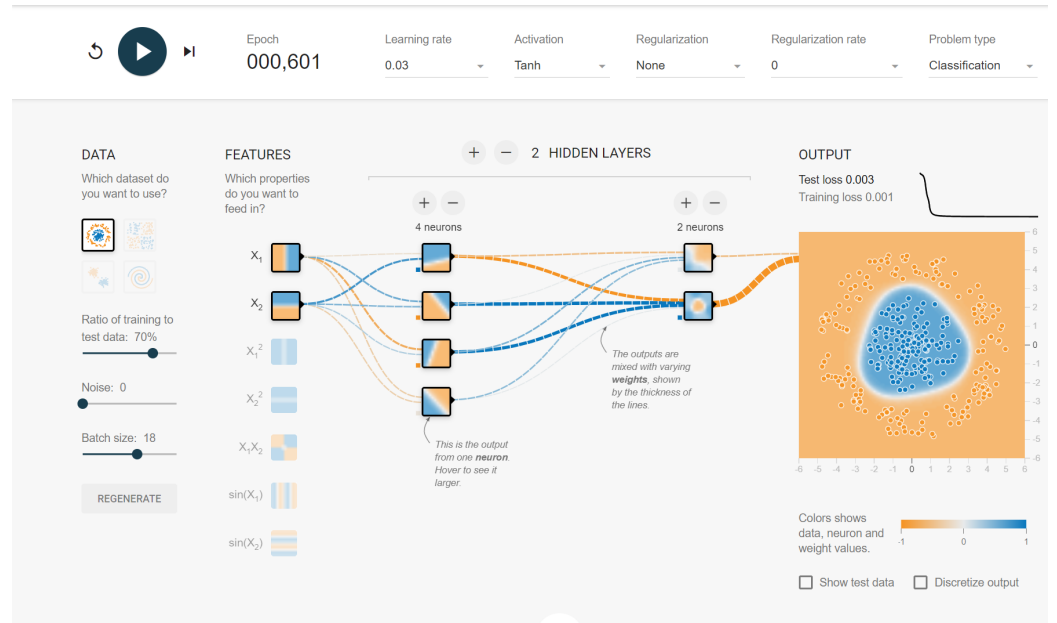 Epoch
000,601
Learning rate
0.03
Activation
Tanh
Regularization
None
Regularization rate
0
Problem type
Classification
DATA
Which dataset do
you want to use?
Ratio of training to
test data: 70%
Noise: 0
Batch size: 18
REGENERATE
FEATURES
Which properties
do you want to
feed in?
X₁
X₂
X₁²
X₂²
X₁X₂
sin(X₁)
sin(X₂)
+ − 2 HIDDEN LAYERS
+ −
4 neurons
+ −
2 neurons
This is the output
from one neuron.
Hover to see it
larger.
The outputs are
mixed with varying
weights, shown
by the thickness of
the lines.
OUTPUT
Test loss 0.003
Training loss 0.001
6
5
4
3
2
1
0
-1
-2
-3
-4
-5
-6
-6 -5 -4 -3 -2 -1 0 1 2 3 4 5 6
Colors shows
data, neuron and
weight values.
-1 0 1
Show test data
Discretize output